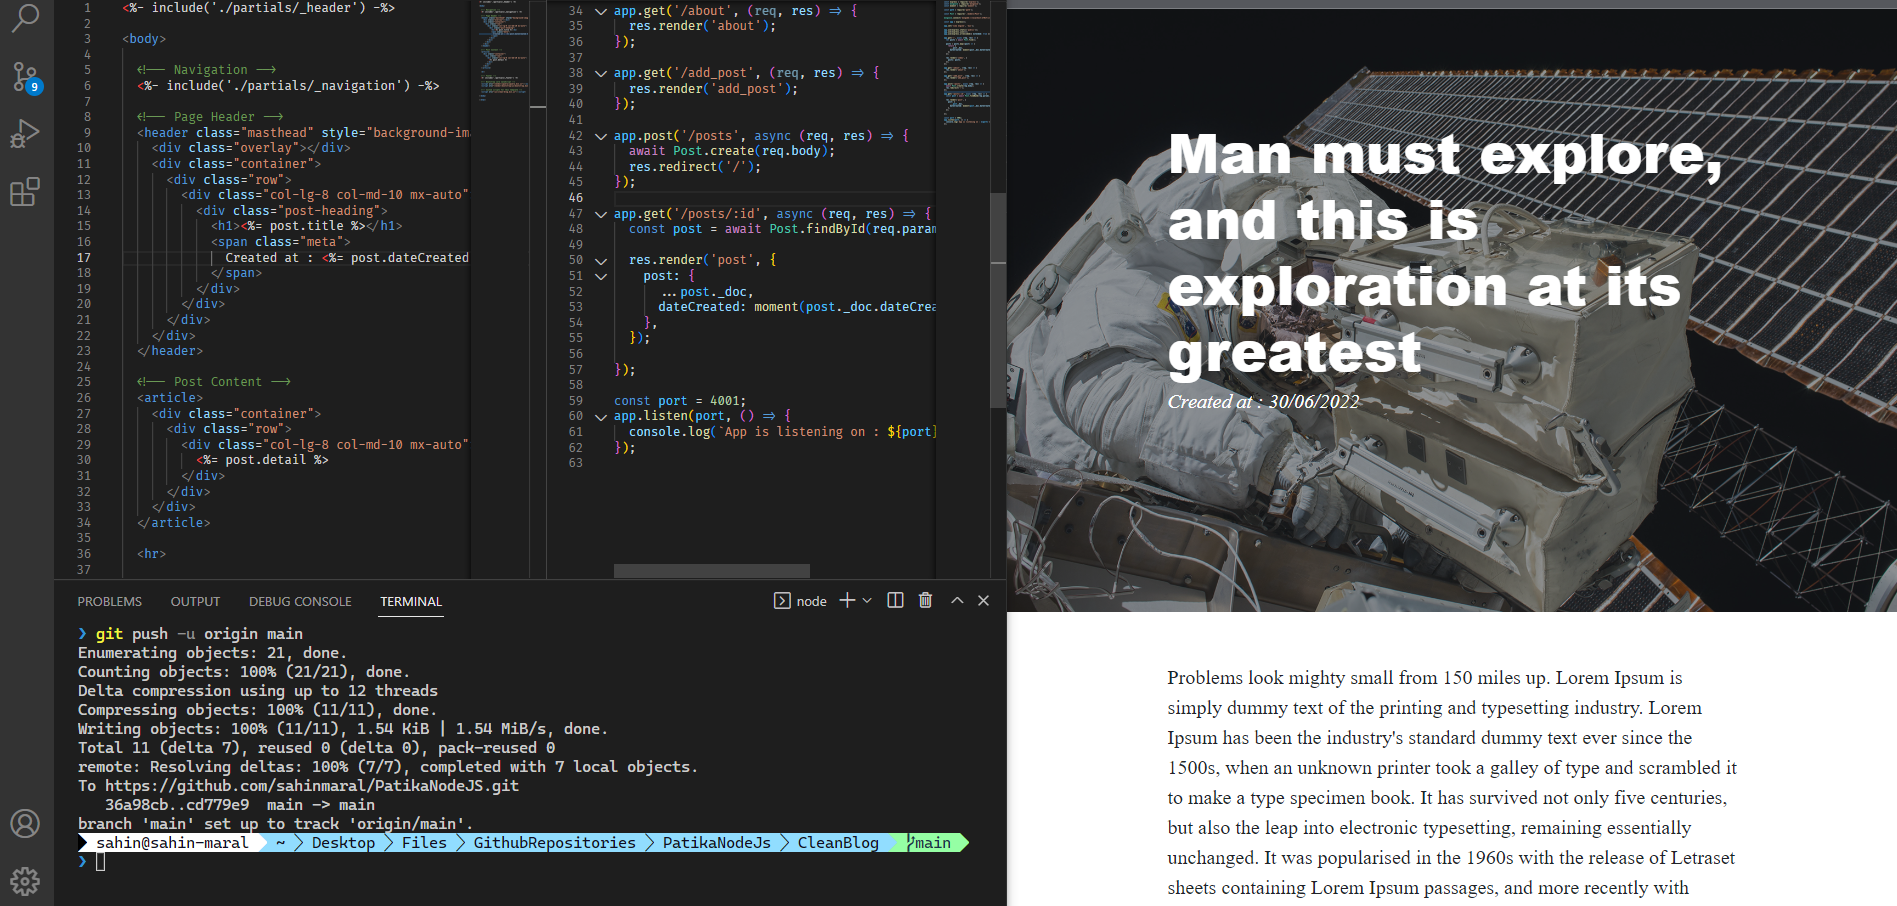 9
1 <%- include('./partials/_header') -%>
2
3 <body>
4
5 <!-- Navigation -->
6 <%- include('./partials/_navigation') -%>
7
8 <!-- Page Header -->
9 <header class="masthead" style="background-im
10 <div class="overlay"></div>
11 <div class="container">
12 <div class="row">
13 <div class="col-lg-8 col-md-10 mx-auto"
14 <div class="post-heading">
15 <h1><%= post.title %></h1>
16 <span class="meta">
17 Created at : <%= post.dateCreated
18 </span>
19 </div>
20 </div>
21 </div>
22 </div>
23 </header>
24
25 <!-- Post Content -->
26 <article>
27 <div class="container">
28 <div class="row">
29 <div class="col-lg-8 col-md-10 mx-auto"
30 <%= post.detail %>
31 </div>
32 </div>
33 </div>
34 </article>
35
36 <hr>
37
34 app.get('/about', (req, res) => {
35 res.render('about');
36 });
37
38 app.get('/add_post', (req, res) => {
39 res.render('add_post');
40 });
41
42 app.post('/posts', async (req, res) => {
43 await Post.create(req.body);
44 res.redirect('/');
45 });
46
47 app.get('/posts/:id', async (req, res) => {
48 const post = await Post.findById(req.param
49
50 res.render('post', {
51 post: {
52 ...post._doc,
53 dateCreated: moment(post._doc.dateCrea
54 },
55 });
56
57 });
58
59 const port = 4001;
60 app.listen(port, () => {
61 console.log(`App is listening on : ${port}
62 });
63
PROBLEMS OUTPUT DEBUG CONSOLE TERMINAL node
❯ git push -u origin main
Enumerating objects: 21, done.
Counting objects: 100% (21/21), done.
Delta compression using up to 12 threads
Compressing objects: 100% (11/11), done.
Writing objects: 100% (11/11), 1.54 KiB | 1.54 MiB/s, done.
Total 11 (delta 7), reused 0 (delta 0), pack-reused 0
remote: Resolving deltas: 100% (7/7), completed with 7 local objects.
To https://github.com/sahinmaral/PatikaNodeJS.git
36a98cb..cd779e9 main -> main
branch 'main' set up to track 'origin/main'.
sahin@sahin-maral ~ Desktop Files GithubRepositories PatikaNodeJs CleanBlog main
❯
Man must explore,
and this is
exploration at its
greatest
Created at : 30/06/2022
Problems look mighty small from 150 miles up. Lorem Ipsum is
simply dummy text of the printing and typesetting industry. Lorem
Ipsum has been the industry's standard dummy text ever since the
1500s, when an unknown printer took a galley of type and scrambled it
to make a type specimen book. It has survived not only five centuries,
but also the leap into electronic typesetting, remaining essentially
unchanged. It was popularised in the 1960s with the release of Letraset
sheets containing Lorem Ipsum passages, and more recently with